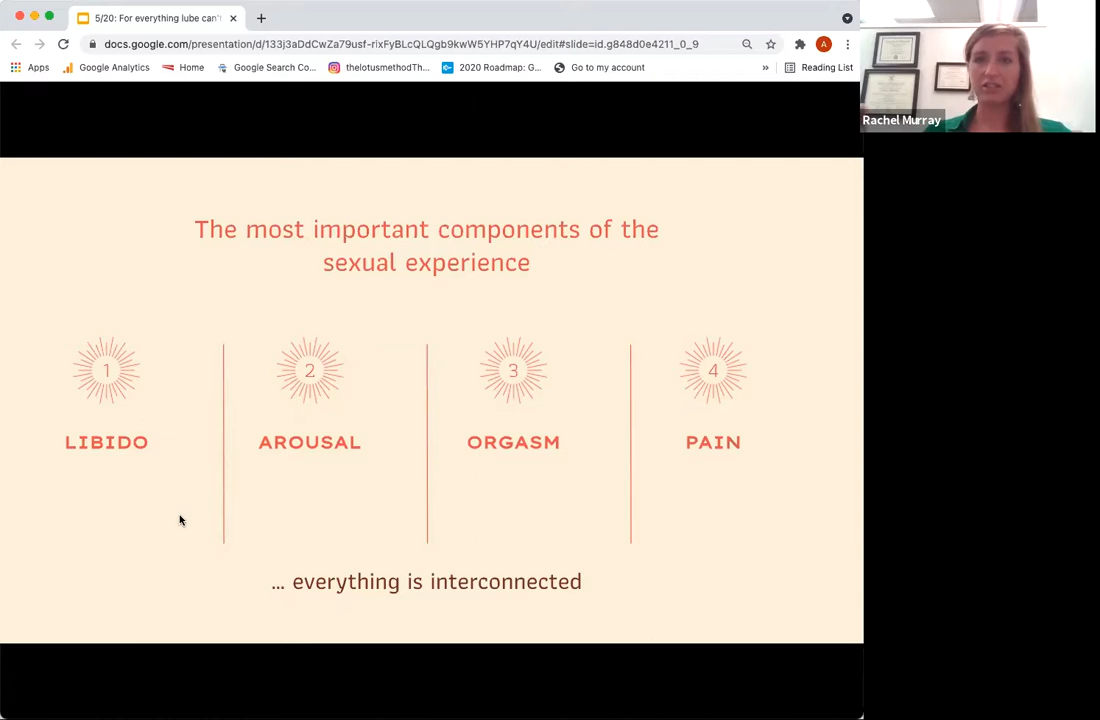 5/20: For everything lube can'
docs.google.com/presentation/d/133j3aDdCwZa79usf-rixFyBLcQLQgb9kwW5YHP7qY4U/edit#slide=id.g848d0e4211_0_9
A
Apps
Google Analytics
Home
Google Search Co...
thelotusmethodTh...
2020 Roadmap: G...
Go to my account
»
Reading List
Rachel Murray
The most important components of the
sexual experience
1
2
3
4
LIBIDO
AROUSAL
ORGASM
PAIN
... everything is interconnected